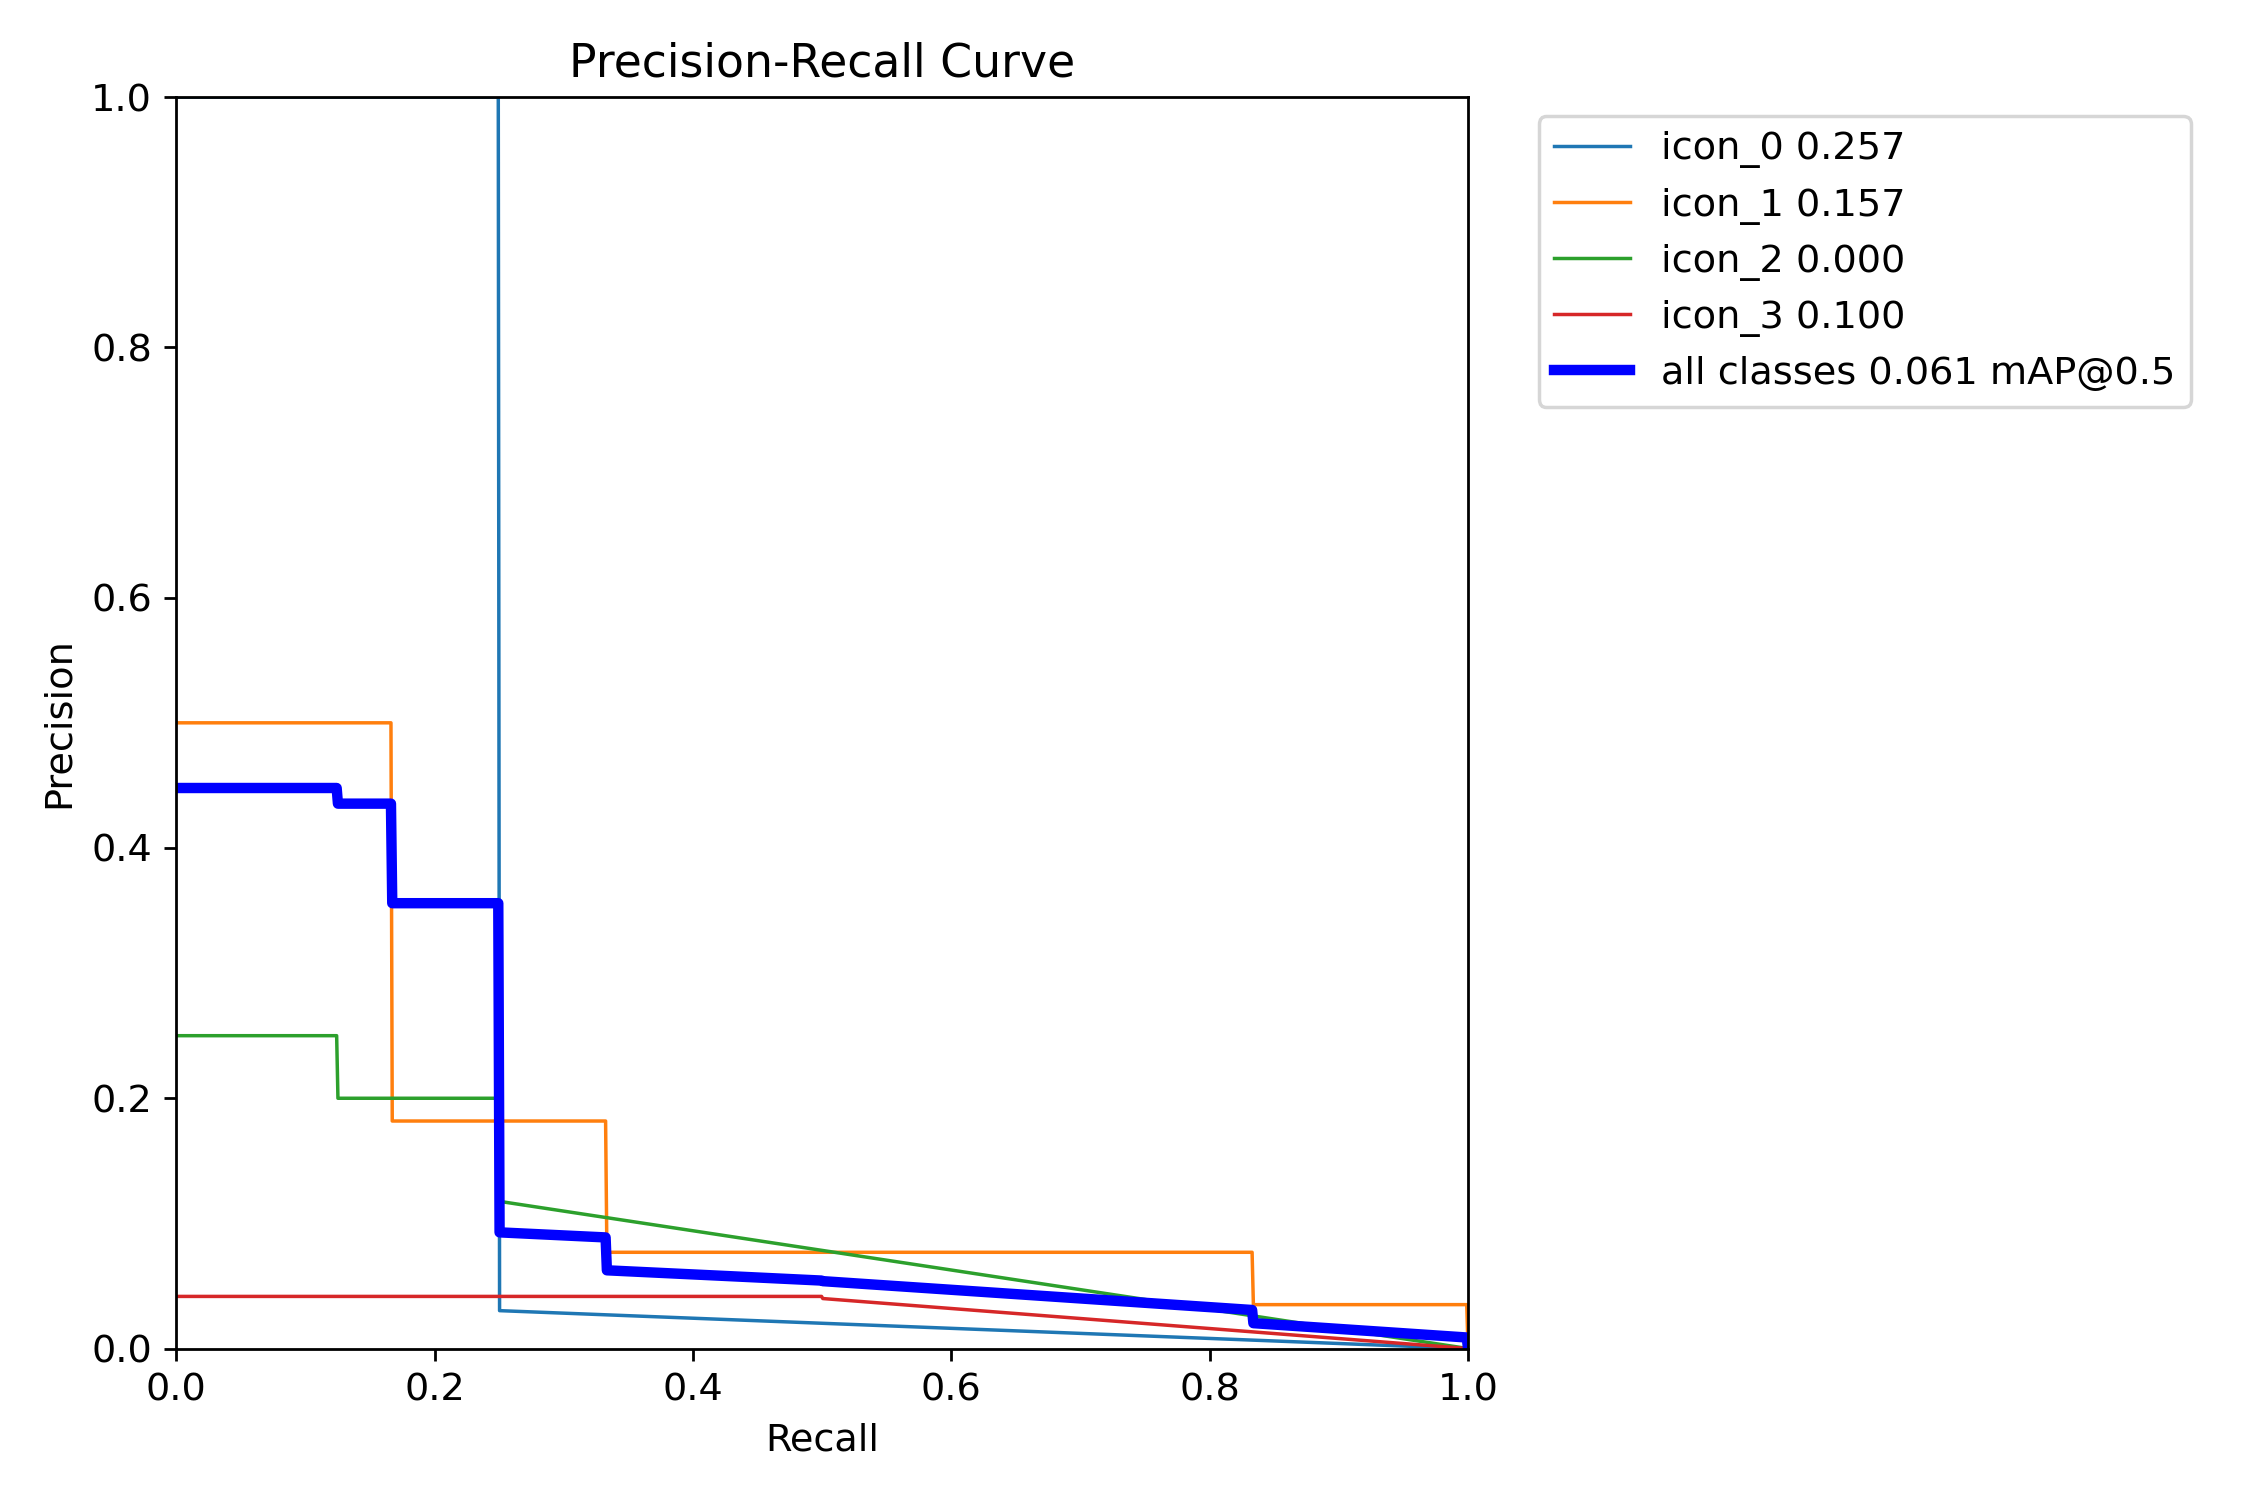 Precision-Recall Curve
1.0
0.8
0.6
0.4
0.2
0.0
Precision
0.0 0.2 0.4 0.6 0.8 1.0
Recall
icon_0 0.257
icon_1 0.157
icon_2 0.000
icon_3 0.100
all classes 0.061 mAP@0.5